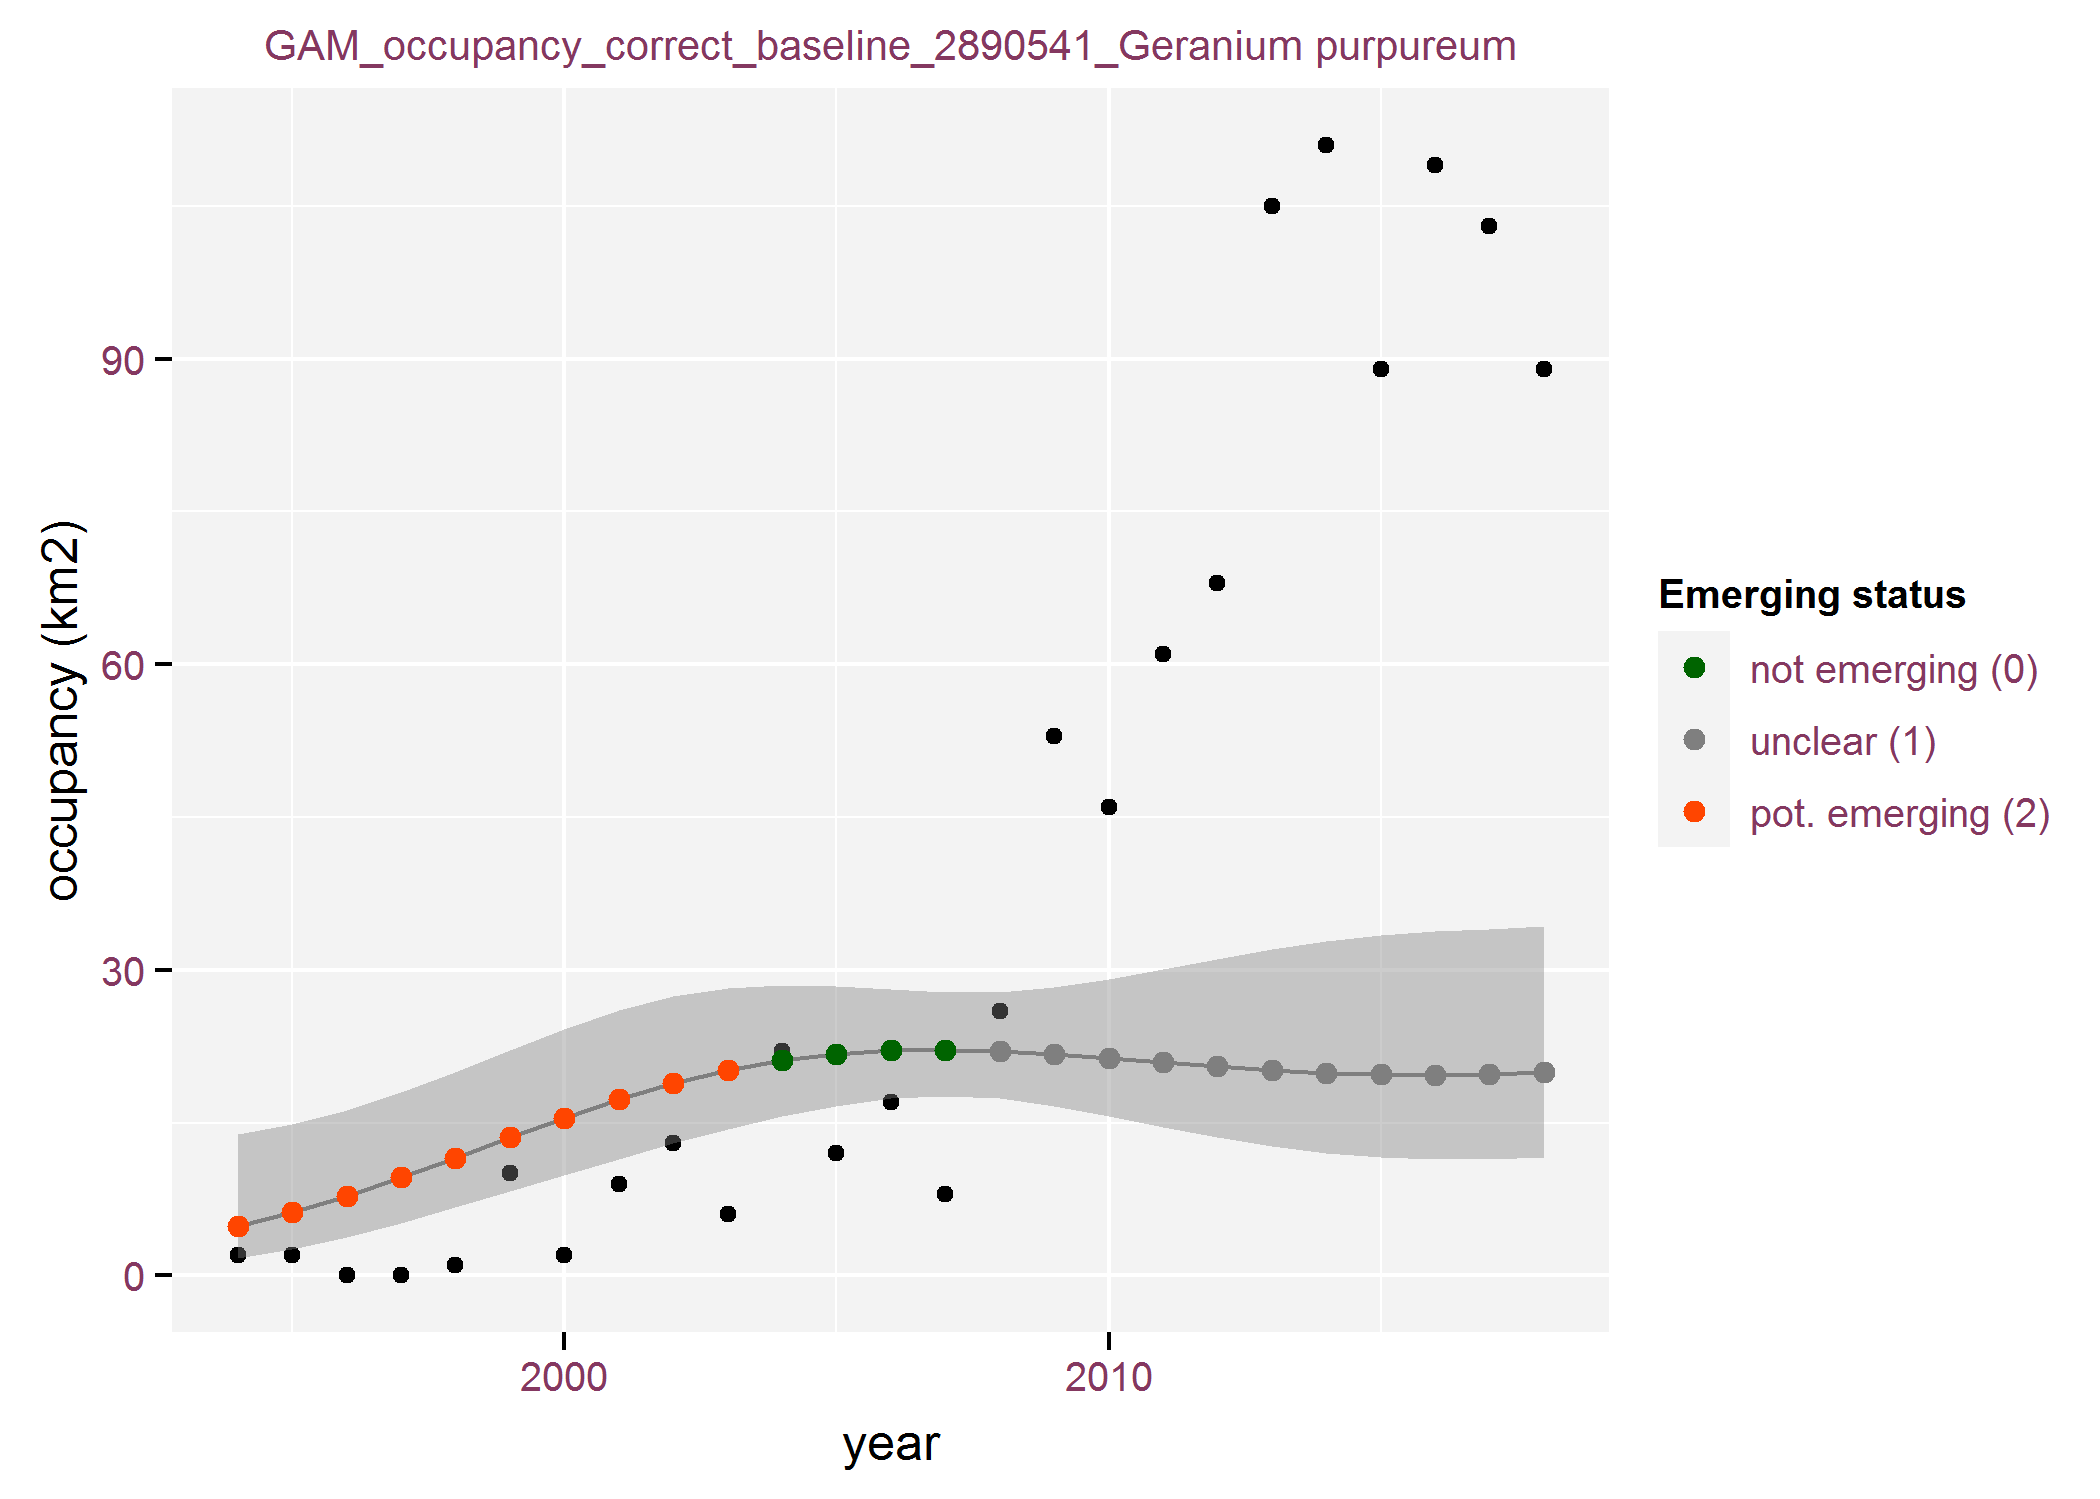 GAM_occupancy_correct_baseline_2890541_Geranium purpureum
occupancy (km2)
90
60
30
0
2000
2010
year
Emerging status
not emerging (0)
unclear (1)
pot. emerging (2)